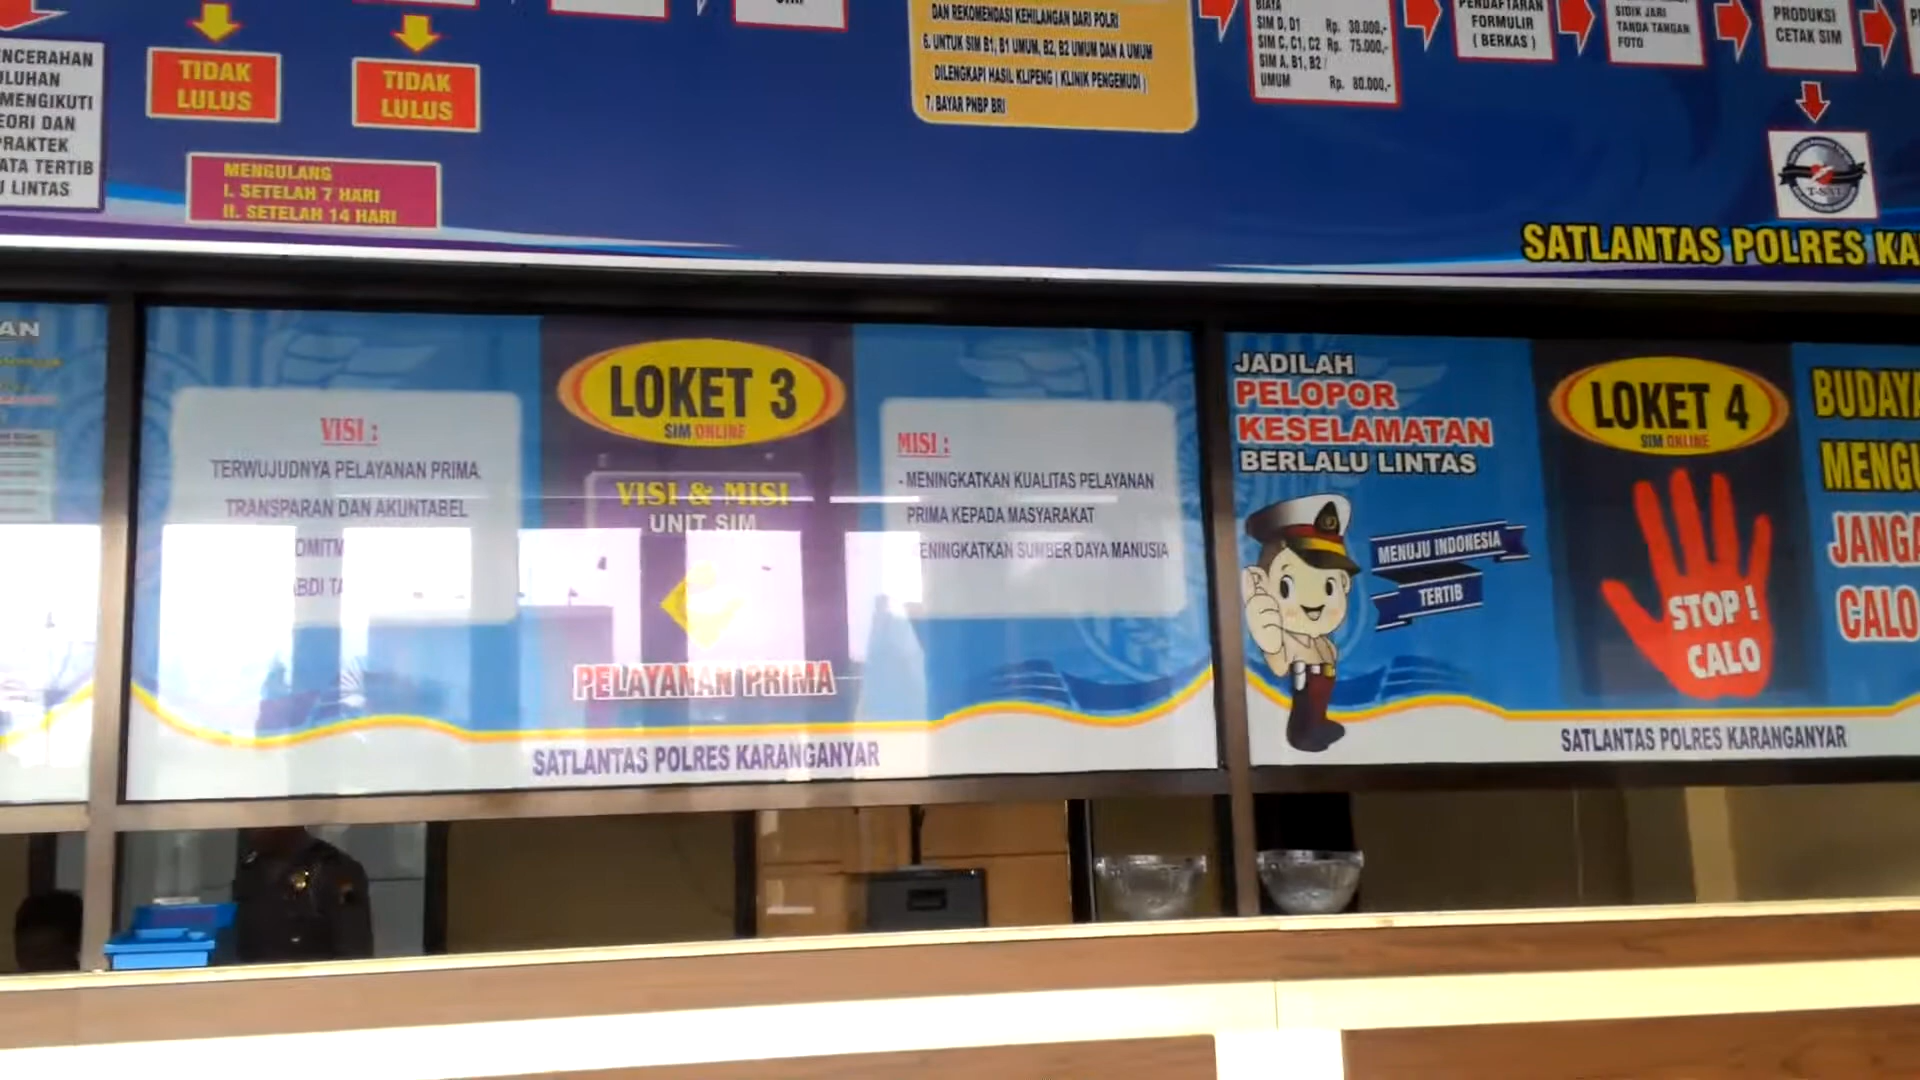 LULUHAN
MENGIKUTI
TEORI DAN
PRAKTEK
TATA TERTIB
LINTAS
TIDAK
LULUS
TIDAK
LULUS
MENGULANG
I. SETELAH 7 HARI
II. SETELAH 14 HARI
DAN REKOMENDASI KEHILANGAN DARI POLRI
6. UNTUK SIM B1, B1 UMUM, B2, B2 UMUM DAN A UMUM
DILENGKAPI HASIL KLIPENG ( KLINIK PENGEMUDI )
7. BAYAR PNBP BRI
BIAYA
SIM D, D1 Rp. 30.000,-
SIM C, C1, C2 Rp. 75.000,-
SIM A, B1, B2 /
UMUM Rp. 80.000,-
PENDAFTARAN
FORMULIR
( BERKAS )
SIDIK JARI
TANDA TANGAN
FOTO
PRODUKSI
CETAK SIM
SATLANTAS POLRES KA
AN
VISI :
TERWUJUDNYA PELAYANAN PRIMA,
TRANSPARAN DAN AKUNTABEL
LOKET 3
SIM ONLINE
VISI & MISI
UNIT SIM
PELAYANAN PRIMA
MISI :
- MENINGKATKAN KUALITAS PELAYANAN
PRIMA KEPADA MASYARAKAT
ENINGKATKAN SUMBER DAYA MANUSIA
SATLANTAS POLRES KARANGANYAR
JADILAH
PELOPOR
KESELAMATAN
BERLALU LINTAS
MENUJU INDONESIA
TERTIB
LOKET 4
SIM ONLINE
STOP !
CALO
BUDAYA
MENGU
JANGA
CALO
SATLANTAS POLRES KARANGANYAR